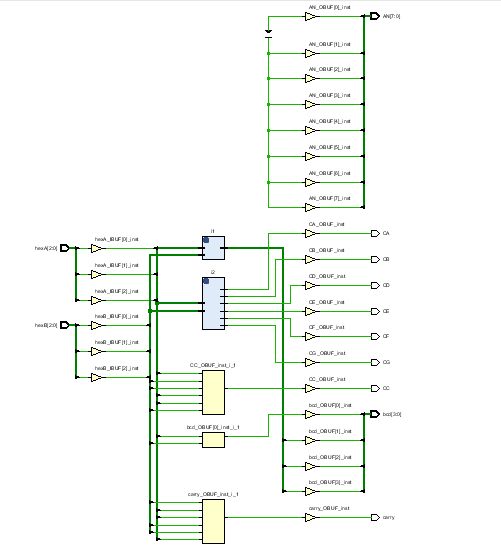 AN_OBUF[0]_inst
AN[7:0]
AN_OBUF[1]_inst
AN_OBUF[2]_inst
AN_OBUF[3]_inst
AN_OBUF[4]_inst
AN_OBUF[5]_inst
AN_OBUF[6]_inst
AN_OBUF[7]_inst
CA_OBUF_inst
CA
hexA[2:0]
hexA_IBUF[0]_inst
CB_OBUF_inst
CB
hexA_IBUF[1]_inst
CD_OBUF_inst
CD
hexA_IBUF[2]_inst
CE_OBUF_inst
CE
hexB[2:0]
hexB_IBUF[0]_inst
CF_OBUF_inst
CF
hexB_IBUF[1]_inst
CG_OBUF_inst
CG
hexB_IBUF[2]_inst
CC_OBUF_inst_i_1
CC_OBUF_inst
CC
bcd_OBUF[0]_inst
bcd[3:0]
bcd_OBUF[0]_inst_i_1
bcd_OBUF[1]_inst
bcd_OBUF[2]_inst
bcd_OBUF[3]_inst
carry_OBUF_inst_i_1
carry_OBUF_inst
carry